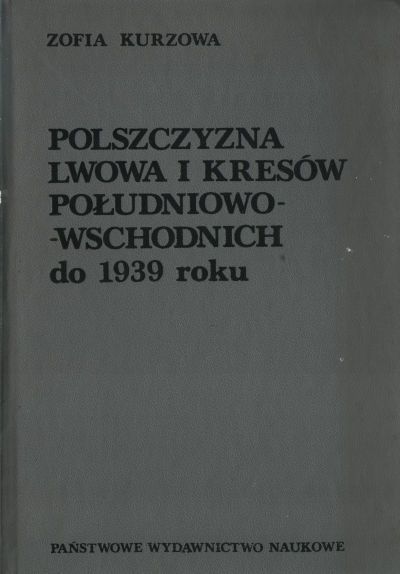 ZOFIA KURZOWA
POLSZCZYZNA
LWOWA I KRESÓW
POŁUDNIOWO-
-WSCHODNICH
do 1939 roku
PAŃSTWOWE WYDAWNICTWO NAUKOWE